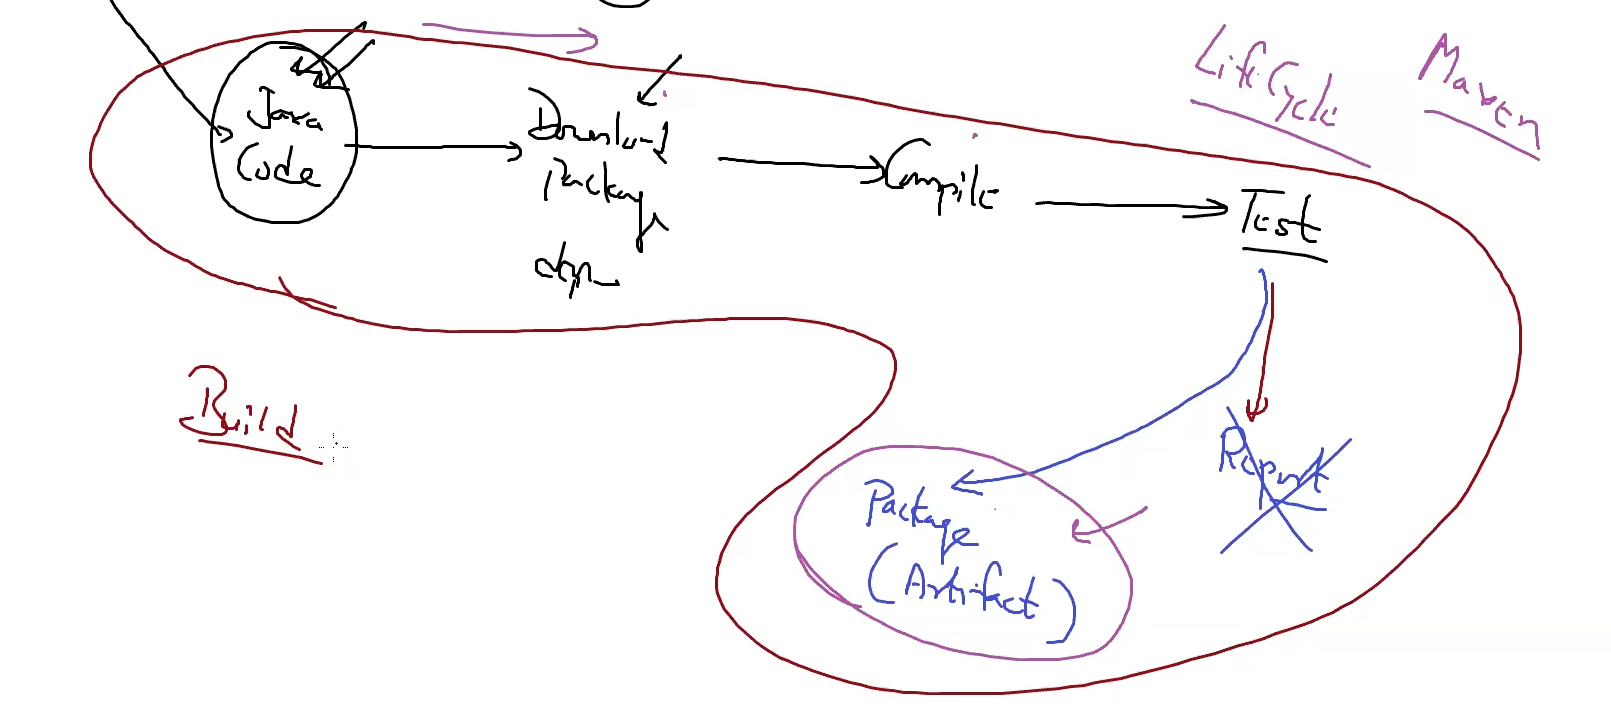 LifeCycle
Maven
Java
Code
Download
Package
dep
Compile
Test
Build
Report
Package
(Artifact)